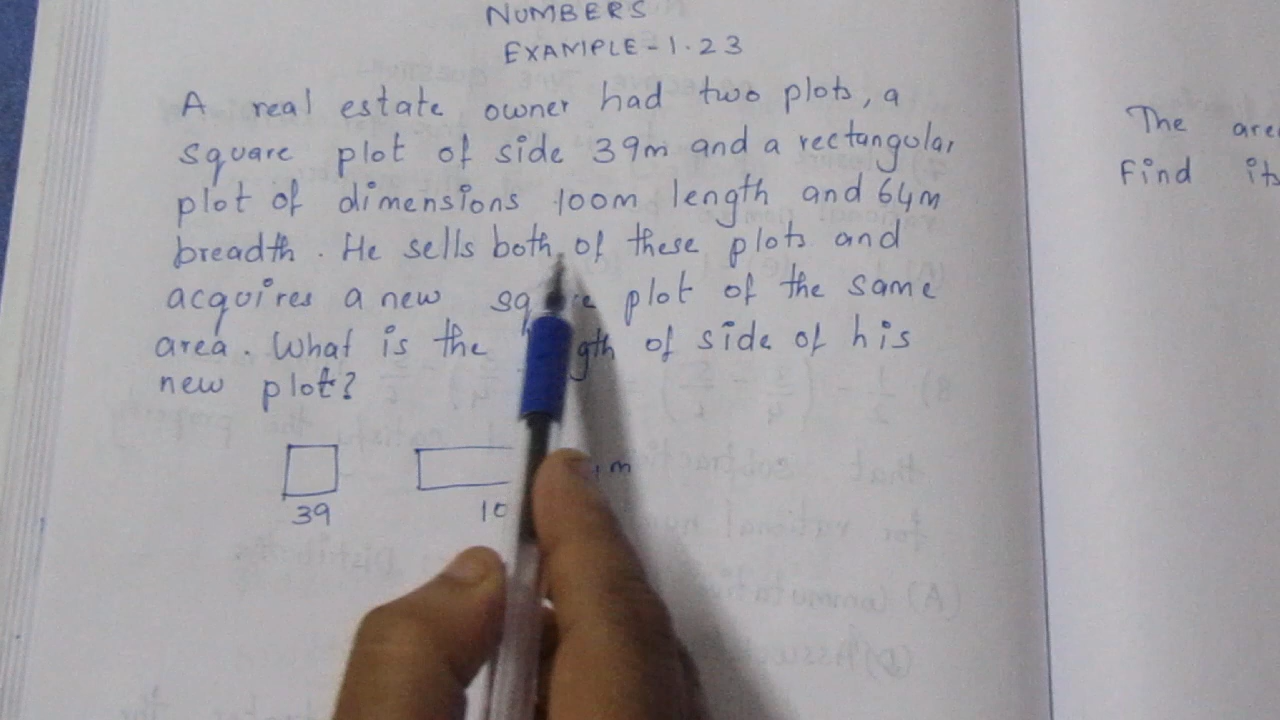 NUMBERS
EXAMPLE-1.23
A real estate owner had two plots, a
square plot of side 39m and a rectangular
plot of dimensions 100m length and 64m
breadth. He sells both of these plots and
acquires a new plot of the same
area. What is the of side of his
new plot?
39
10
m
The
Find